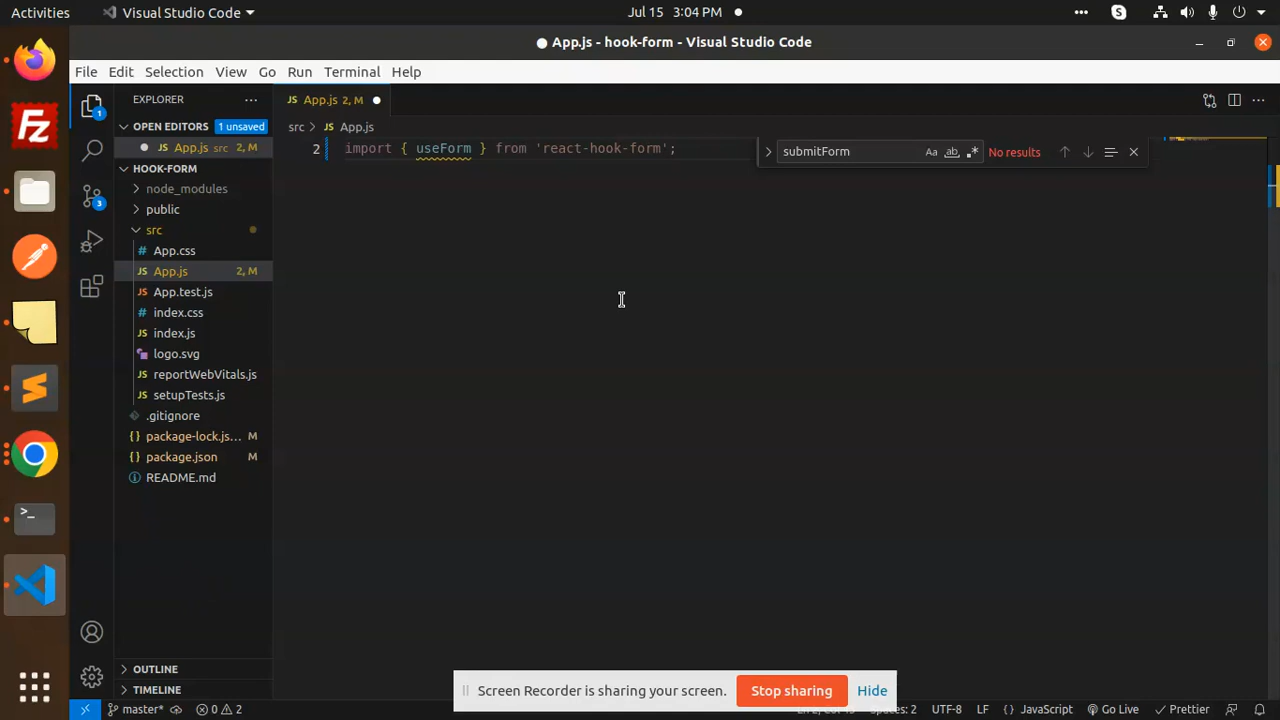 Activities
Visual Studio Code
Jul 15 3:04 PM
App.js - hook-form - Visual Studio Code
File Edit Selection View Go Run Terminal Help
EXPLORER
App.js 2, M
OPEN EDITORS 1 unsaved
src > App.js
JS App.js src 2, M
2 import { useForm } from 'react-hook-form';
submitForm Aa ab .* No results
HOOK-FORM
node_modules
public
src
# App.css
JS App.js 2, M
JS App.test.js
# index.css
JS index.js
logo.svg
JS reportWebVitals.js
JS setupTests.js
.gitignore
{} package-lock.js... M
{} package.json M
README.md
OUTLINE
TIMELINE
Screen Recorder is sharing your screen. Stop sharing Hide
master* 0 2
Spaces: 2 UTF-8 LF {} JavaScript Go Live Prettier